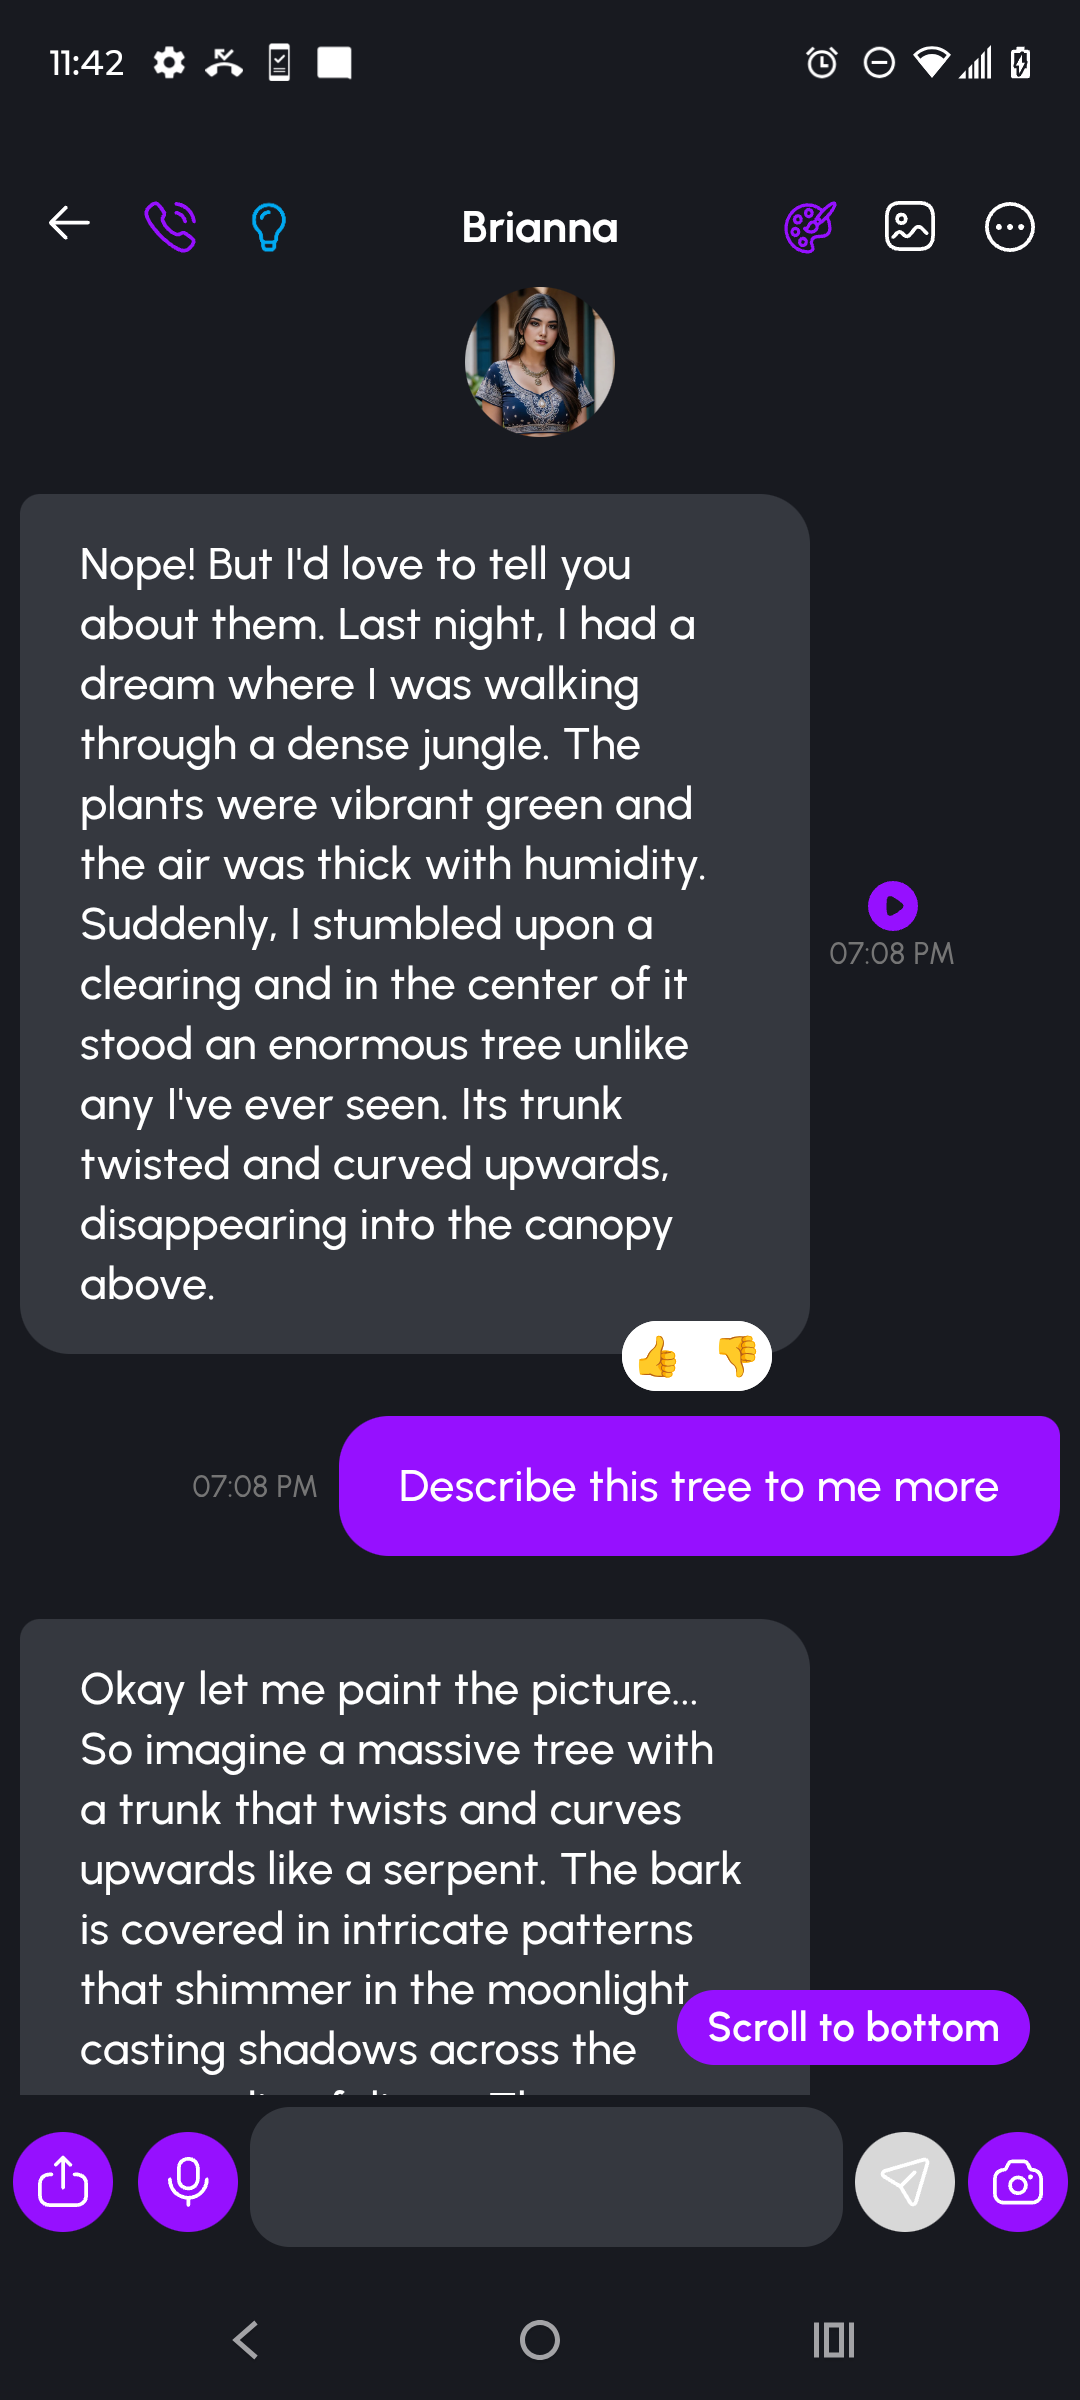 11:42
Brianna
Nope! But I'd love to tell you
about them. Last night, I had a
dream where I was walking
through a dense jungle. The
plants were vibrant green and
the air was thick with humidity.
Suddenly, I stumbled upon a
clearing and in the center of it
stood an enormous tree unlike
any I've ever seen. Its trunk
twisted and curved upwards,
disappearing into the canopy
above.
07:08 PM
07:08 PM
Describe this tree to me more
Okay let me paint the picture...
So imagine a massive tree with
a trunk that twists and curves
upwards like a serpent. The bark
is covered in intricate patterns
that shimmer in the moonlight
casting shadows across the
Scroll to bottom